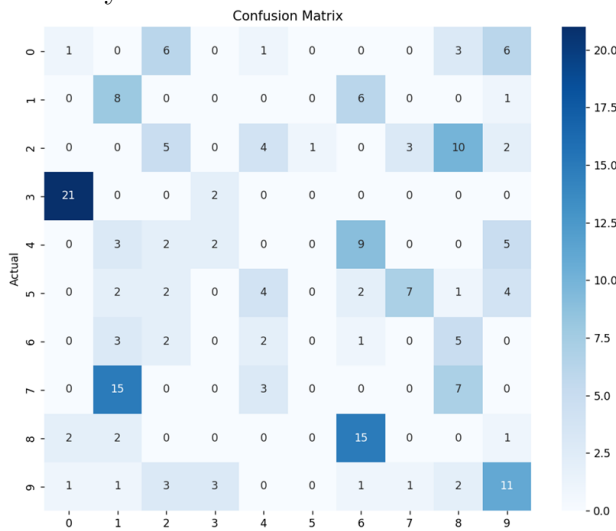 Confusion Matrix
0 1 0 6 0 1 0 0 0 3 6 20.0
1 0 8 0 0 0 0 6 0 0 1 17.5
2 0 0 5 0 4 1 0 3 10 2 15.0
3 21 0 0 2 0 0 0 0 0 0
4 0 3 2 2 0 0 9 0 0 5 12.5
Actual
5 0 2 2 0 4 0 2 7 1 4 10.0
6 0 3 2 0 2 0 1 0 5 0 7.5
7 0 15 0 0 3 0 0 0 7 0 5.0
8 2 2 0 0 0 0 15 0 0 1 2.5
9 1 1 3 3 0 0 1 1 2 11
0 1 2 3 4 5 6 7 8 9 0.0